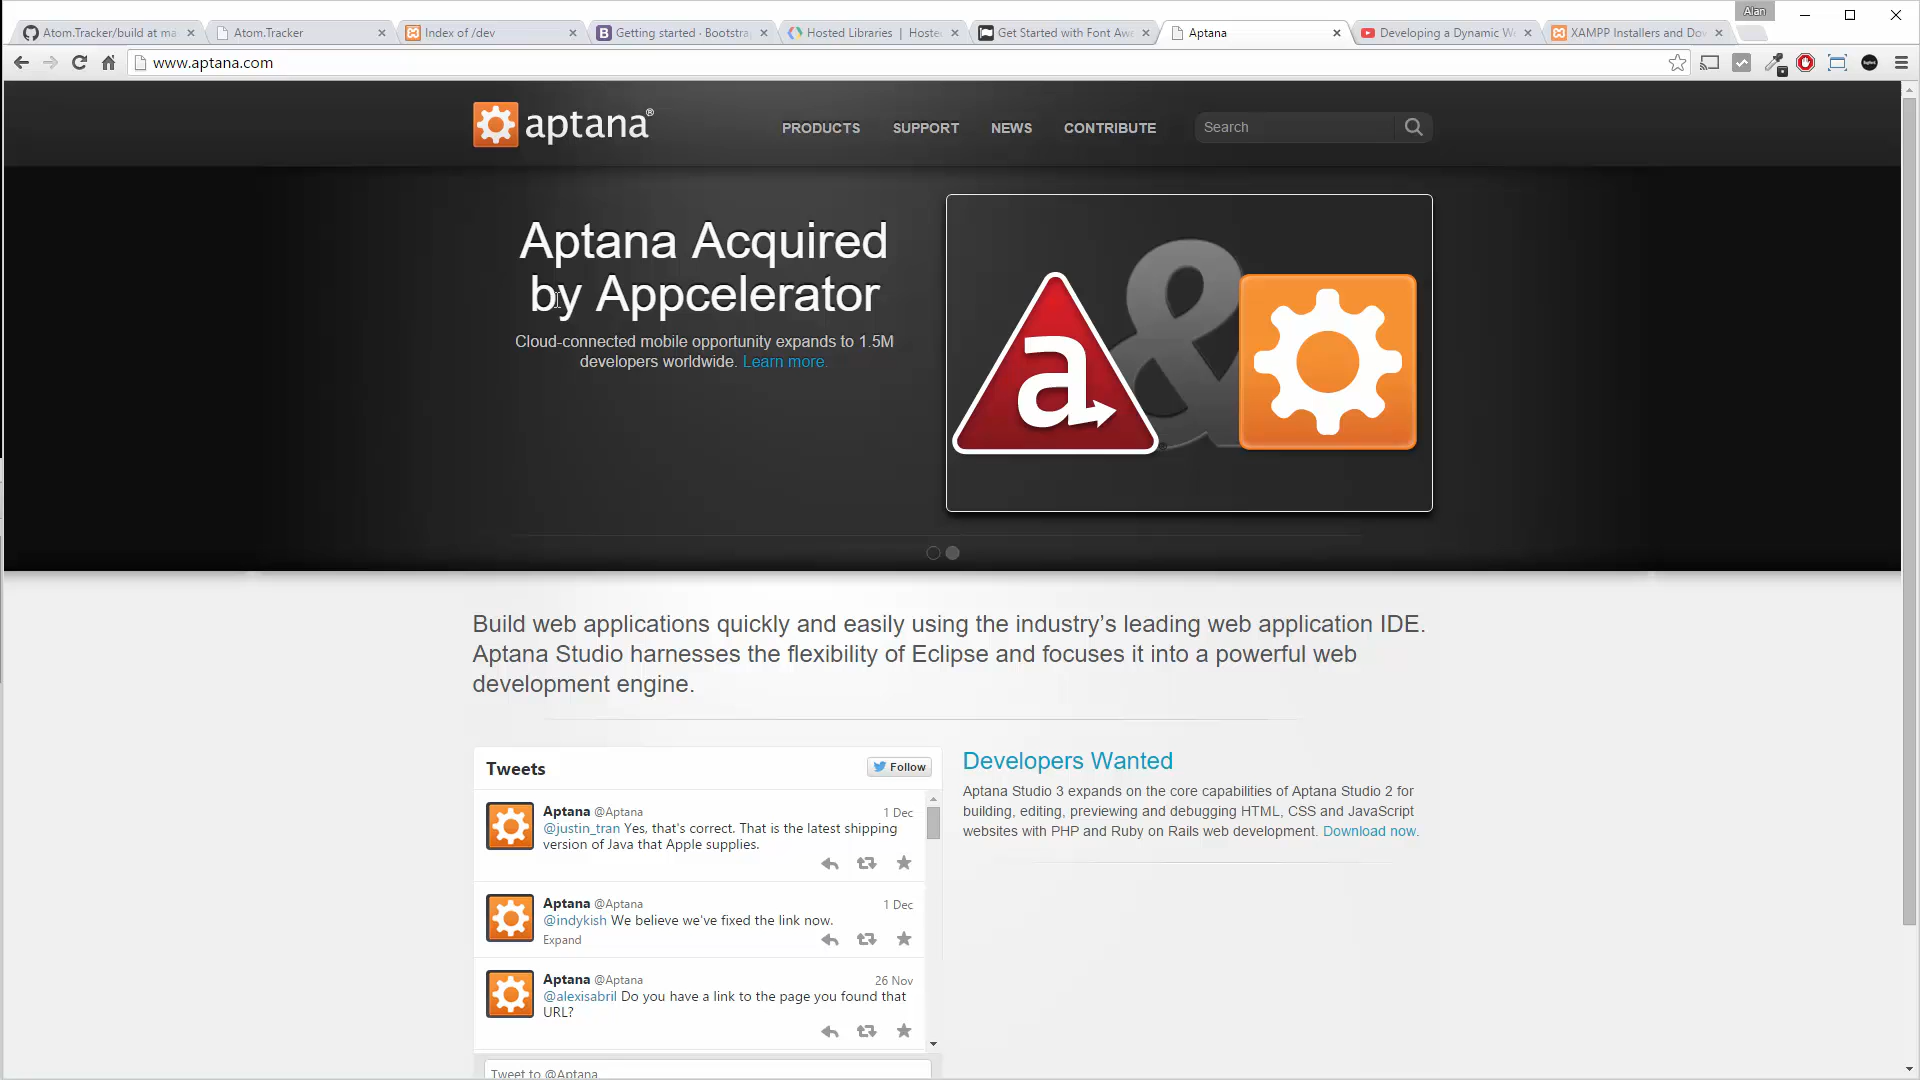 Alan
Atom.Tracker/build at ma
Atom.Tracker
Index of /dev
Getting started · Bootstra
Hosted Libraries | Hoste
Get Started with Font Aw
Aptana
Developing a Dynamic W
XAMPP Installers and Do
www.aptana.com
aptana®
PRODUCTS
SUPPORT
NEWS
CONTRIBUTE
Search
Aptana Acquired
by Appcelerator
Cloud-connected mobile opportunity expands to 1.5M
developers worldwide. Learn more.
a
&
Build web applications quickly and easily using the industry’s leading web application IDE.
Aptana Studio harnesses the flexibility of Eclipse and focuses it into a powerful web
development engine.
Tweets
Follow
Aptana @Aptana
1 Dec
@justin_tran Yes, that's correct. That is the latest shipping
version of Java that Apple supplies.
Aptana @Aptana
1 Dec
@indykish We believe we've fixed the link now.
Expand
Aptana @Aptana
26 Nov
@alexisabril Do you have a link to the page you found that
URL?
Tweet to @Aptana
Developers Wanted
Aptana Studio 3 expands on the core capabilities of Aptana Studio 2 for
building, editing, previewing and debugging HTML, CSS and JavaScript
websites with PHP and Ruby on Rails web development. Download now.